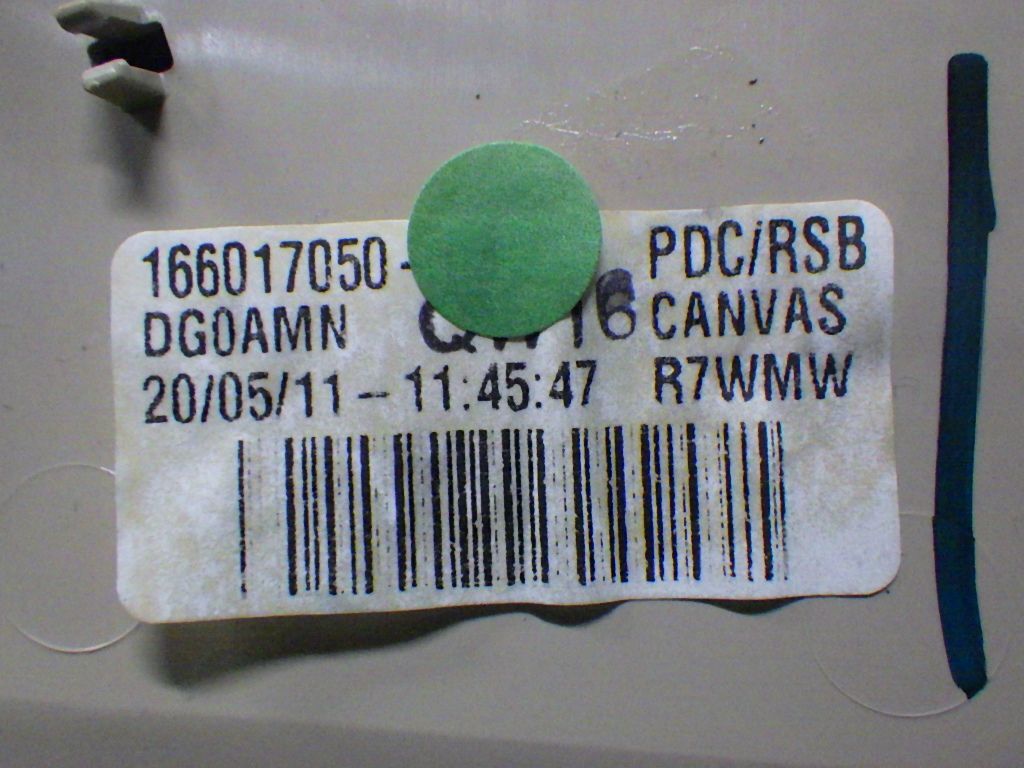 166017050- PDC/RSB
DG0AMN CANVAS
20/05/11 – 11:45:47 R7WMW